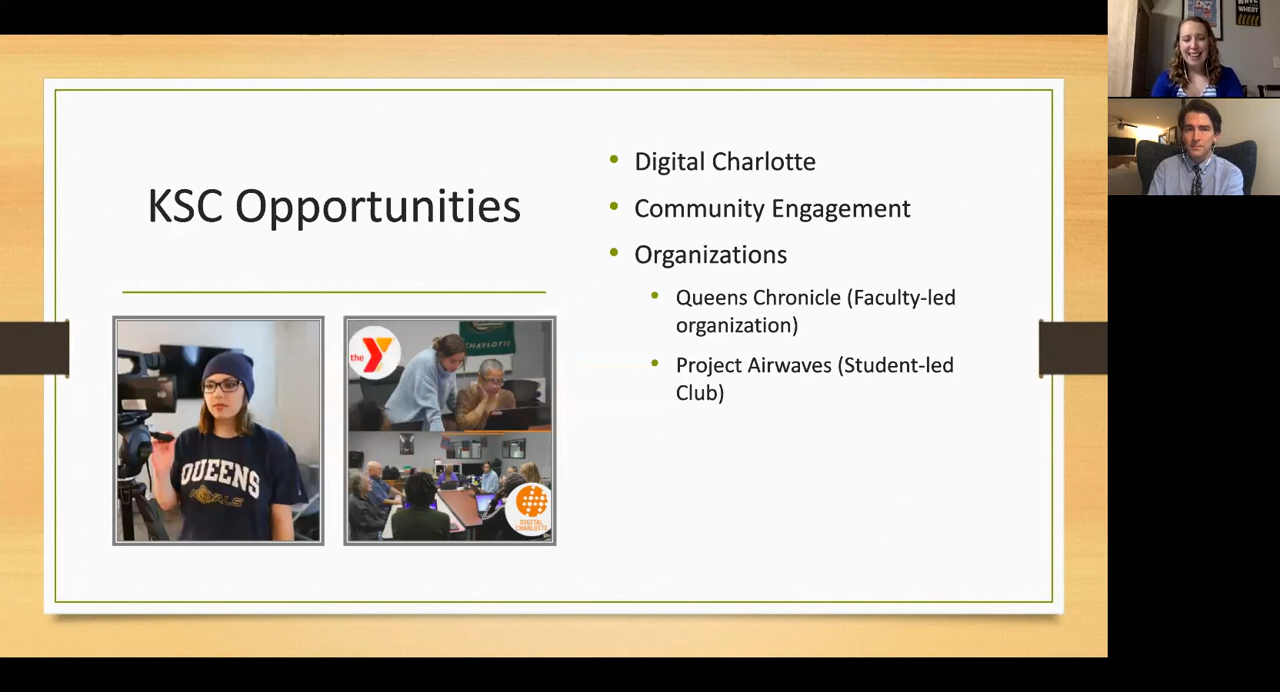 KSC Opportunities
• Digital Charlotte
• Community Engagement
• Organizations
• Queens Chronicle (Faculty-led
organization)
• Project Airwaves (Student-led
Club)
QUEENS
ROYALS
the Y
CHARLOTTE
DIGITAL
CHARLOTTE
WHEAT